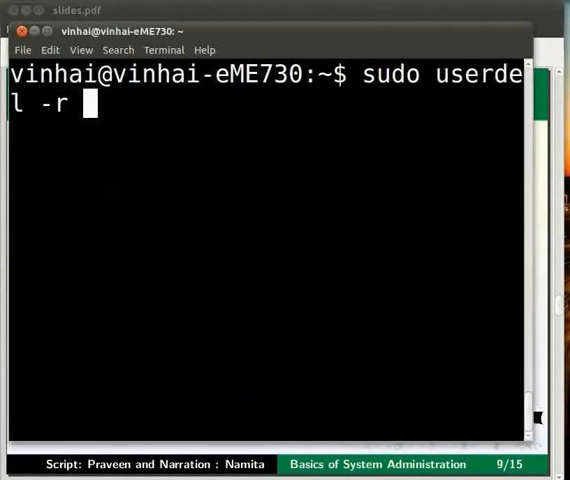 slides.pdf
vinhai@vinhai-eME730: ~
File Edit View Search Terminal Help
vinhai@vinhai-eME730:~$ sudo userde
l -r
Script: Praveen and Narration : Namita Basics of System Administration 9/15